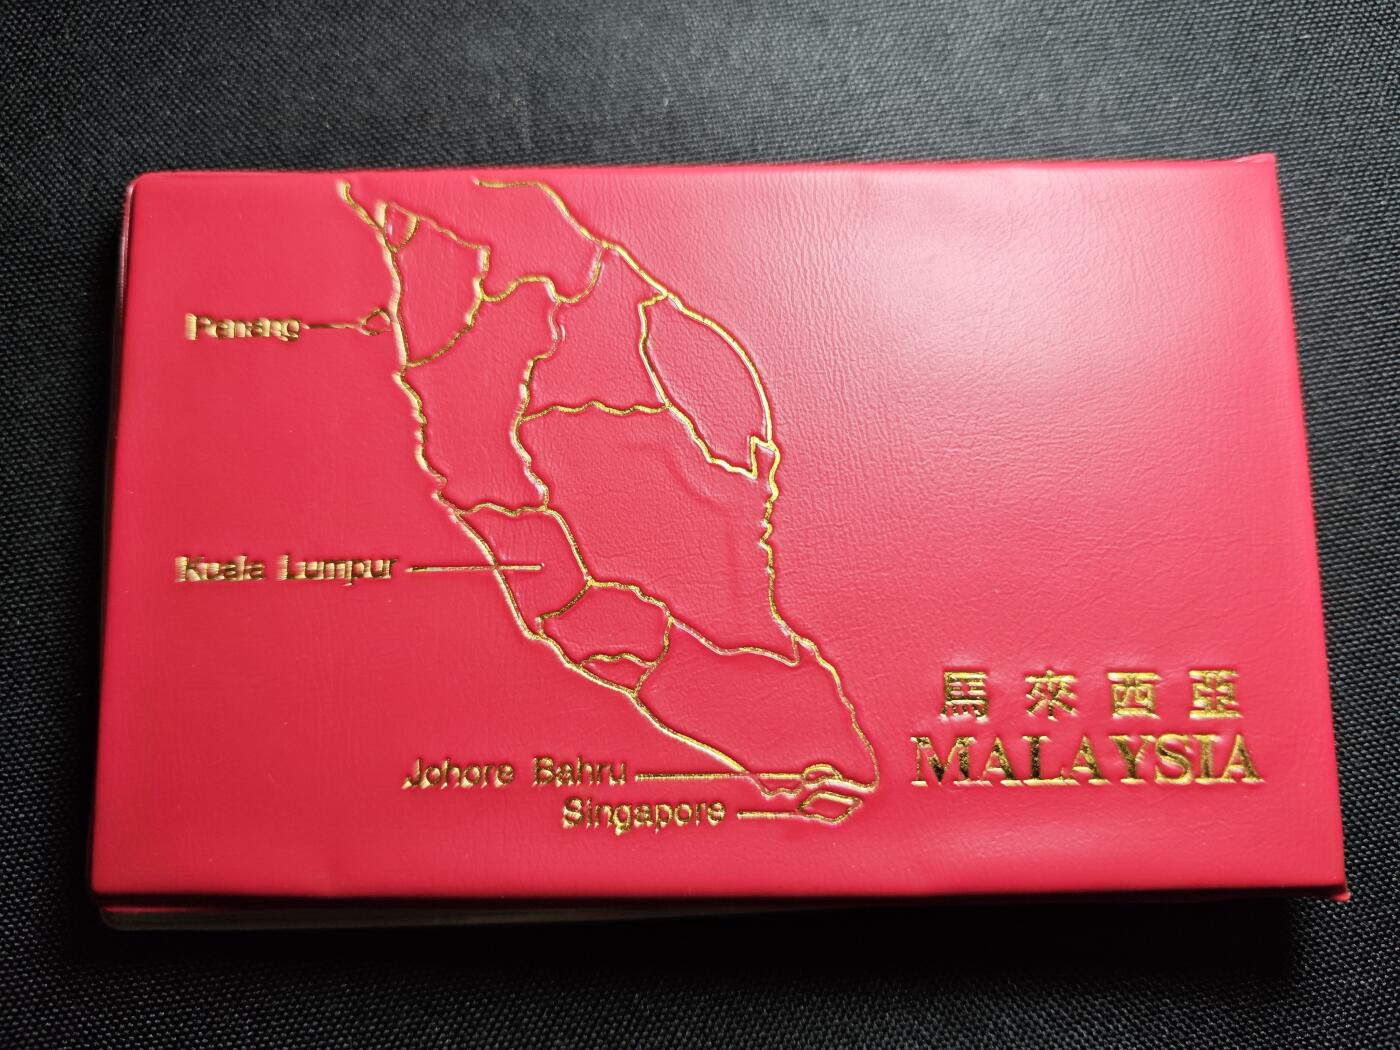 Penang
Kuala Lumpur
Johore Bahru
Singapore
馬來西亞
MALAYSIA